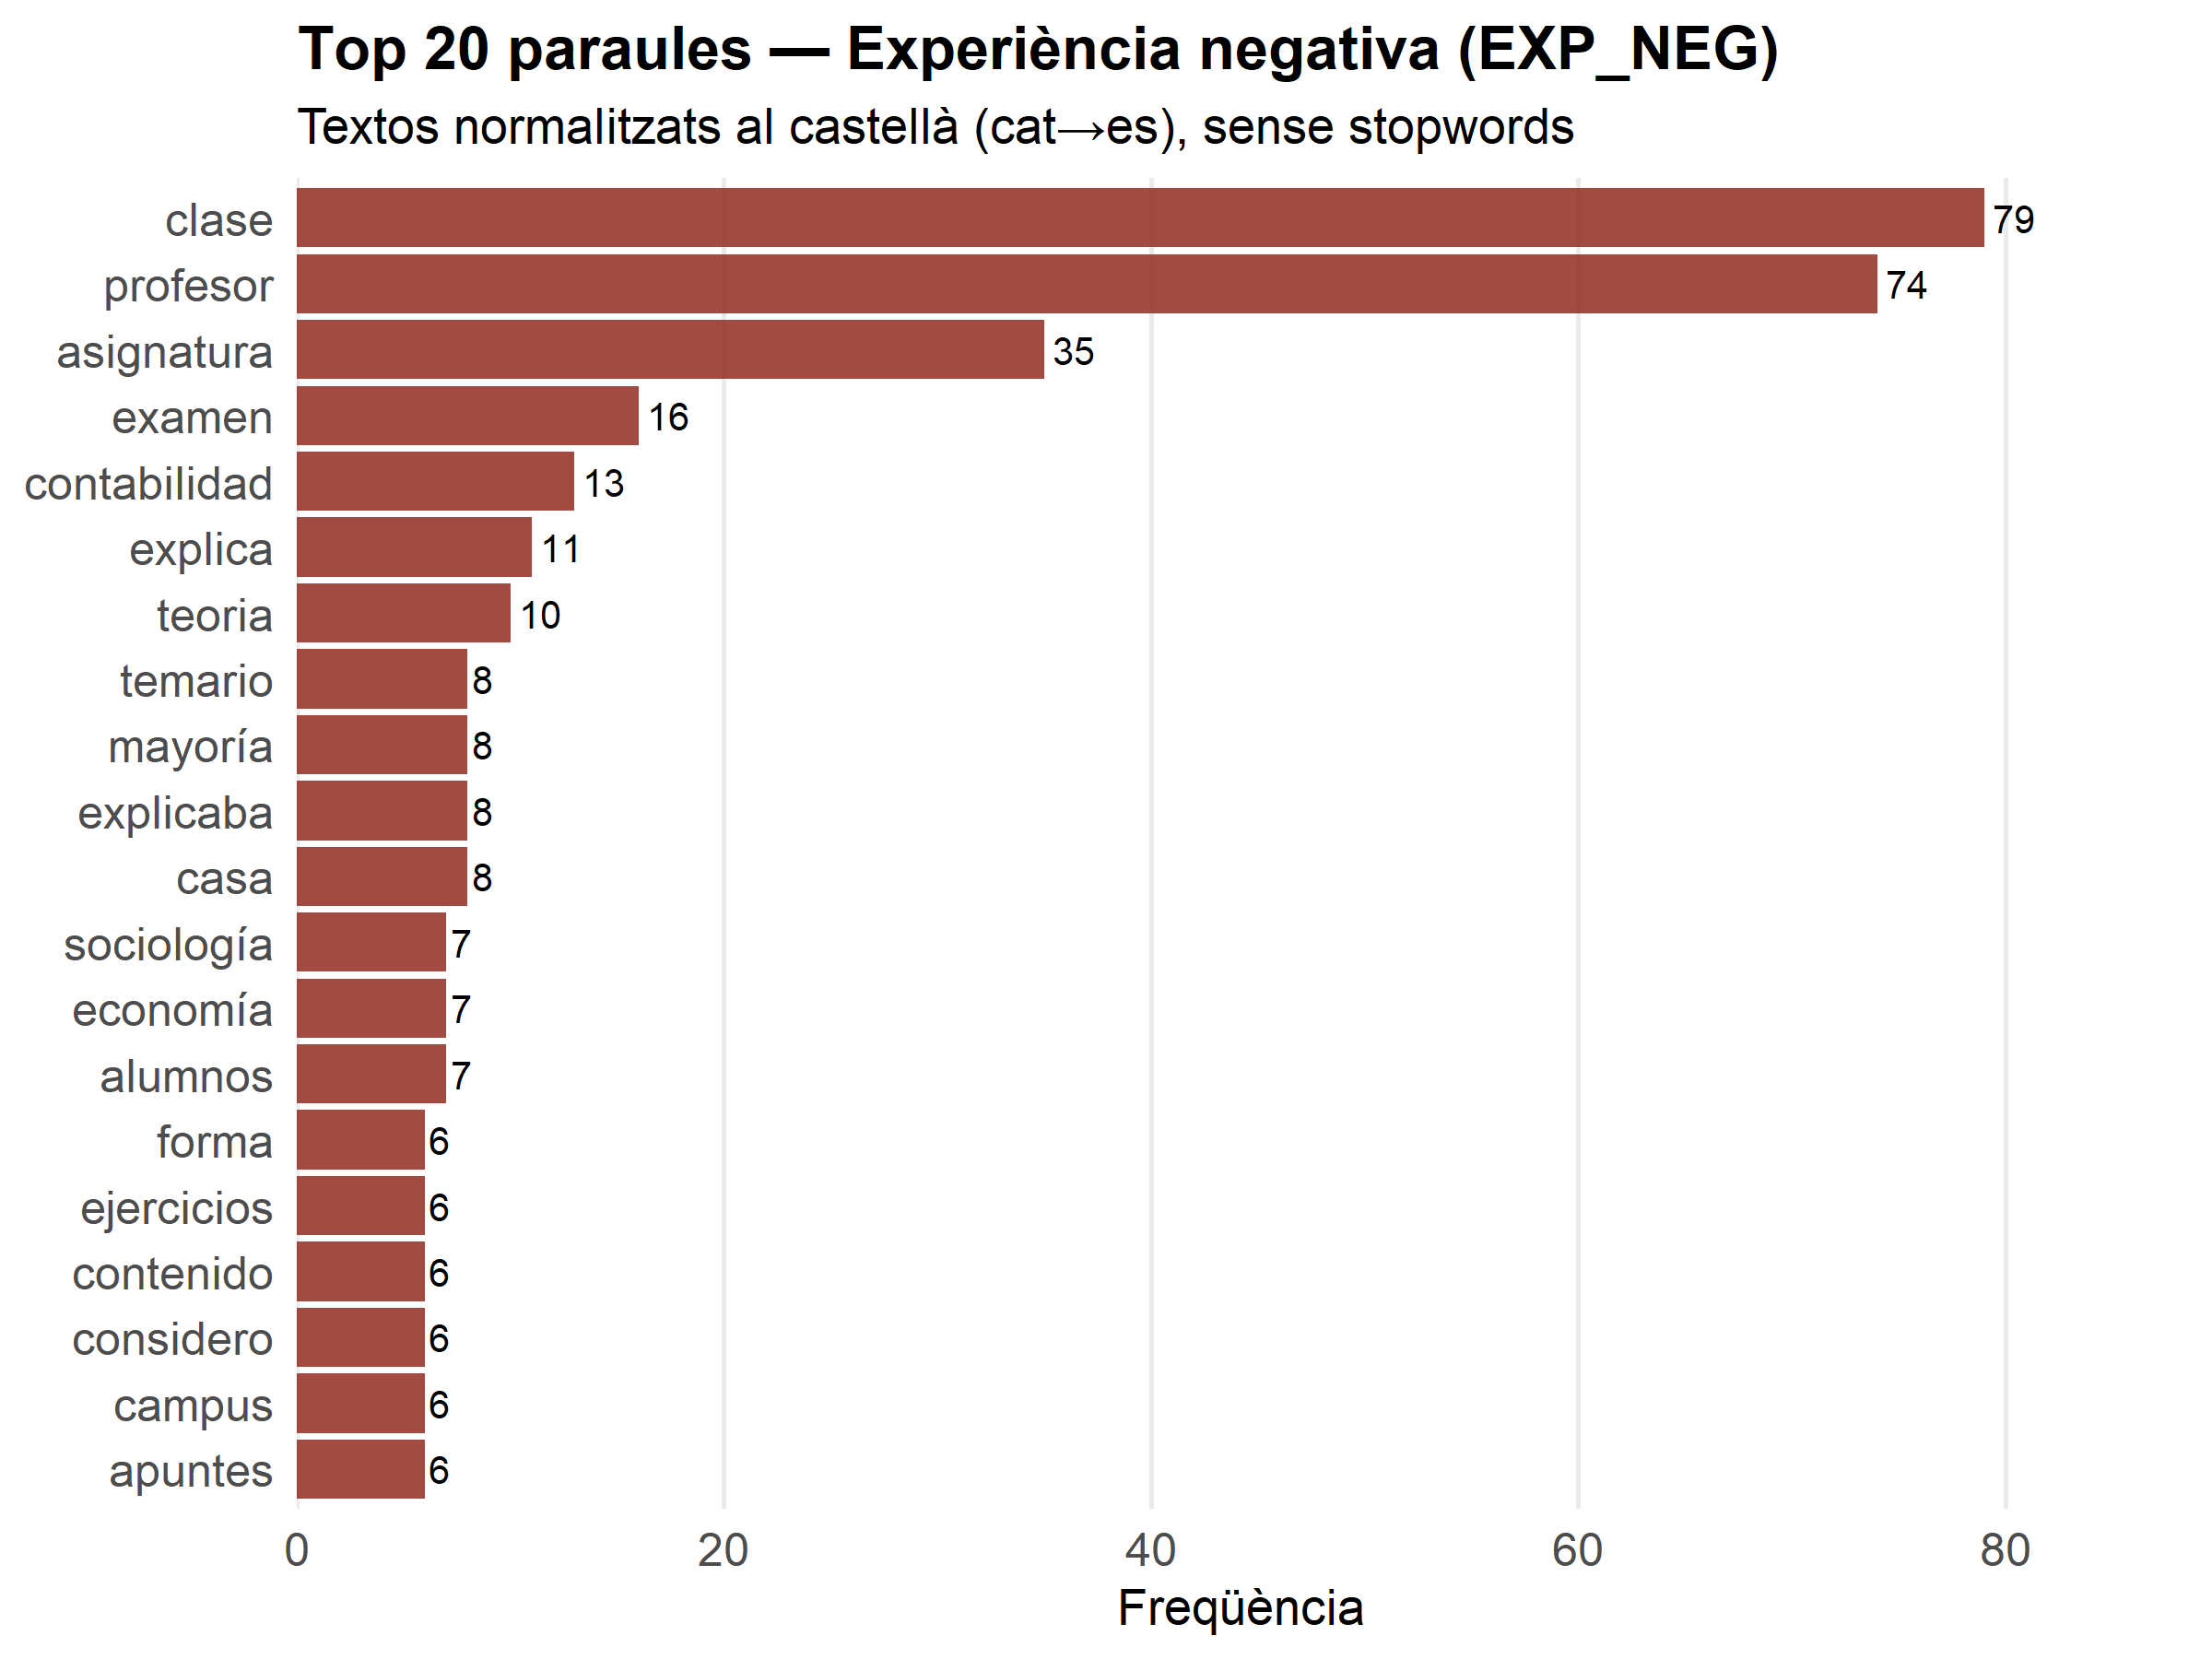 Top 20 paraules — Experiència negativa (EXP_NEG)
Textos normalitzats al castellà (cat→es), sense stopwords
clase 79
profesor 74
asignatura 35
examen 16
contabilidad 13
explica 11
teoria 10
temario 8
mayoría 8
explicaba 8
casa 8
sociología 7
economía 7
alumnos 7
forma 6
ejercicios 6
contenido 6
considero 6
campus 6
apuntes 6
0 20 40 60 80
Freqüència